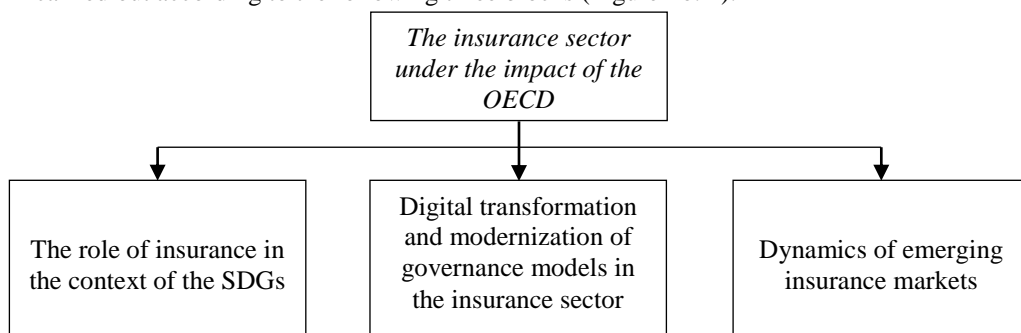 The insurance sector
under the impact of the
OECD
The role of insurance in
the context of the SDGs
Digital transformation
and modernization of
governance models in
the insurance sector
Dynamics of emerging
insurance markets